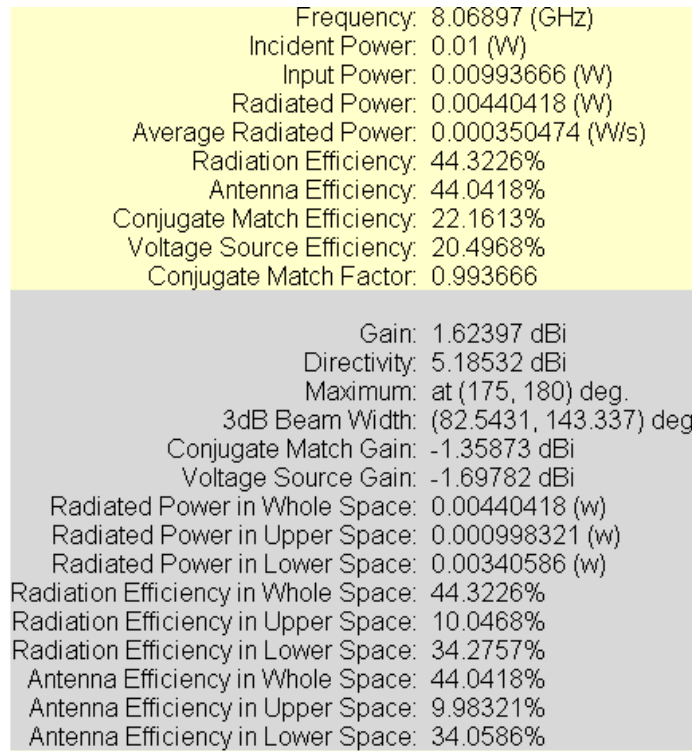 Frequency: 8.06897 (GHz)
Incident Power: 0.01 (W)
Input Power: 0.00993666 (W)
Radiated Power: 0.00440418 (W)
Average Radiated Power: 0.000350474 (W/s)
Radiation Efficiency: 44.3226%
Antenna Efficiency: 44.0418%
Conjugate Match Efficiency: 22.1613%
Voltage Source Efficiency: 20.4968%
Conjugate Match Factor: 0.993666
Gain: 1.62397 dBi
Directivity: 5.18532 dBi
Maximum: at (175, 180) deg.
3dB Beam Width: (82.5431, 143.337) deg
Conjugate Match Gain: -1.35873 dBi
Voltage Source Gain: -1.69782 dBi
Radiated Power in Whole Space: 0.00440418 (w)
Radiated Power in Upper Space: 0.000998321 (w)
Radiated Power in Lower Space: 0.00340586 (w)
Radiation Efficiency in Whole Space: 44.3226%
Radiation Efficiency in Upper Space: 10.0468%
Radiation Efficiency in Lower Space: 34.2757%
Antenna Efficiency in Whole Space: 44.0418%
Antenna Efficiency in Upper Space: 9.98321%
Antenna Efficiency in Lower Space: 34.0586%